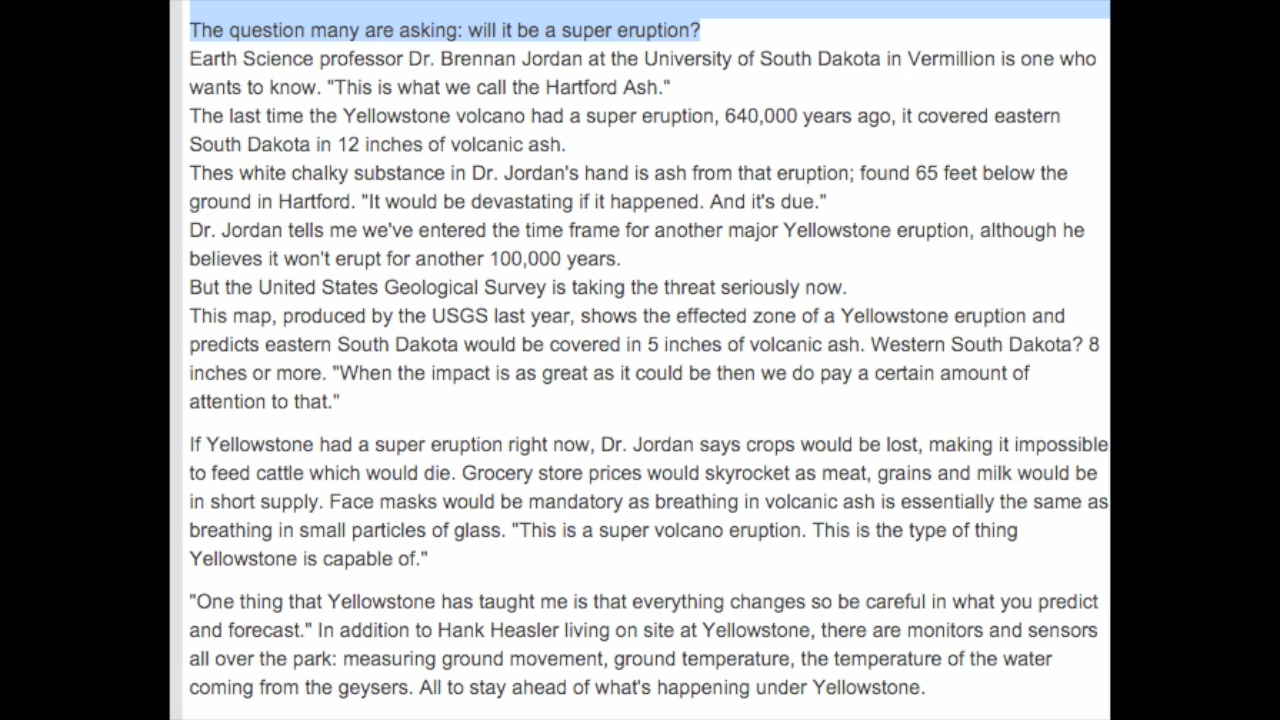 The question many are asking: will it be a super eruption?
Earth Science professor Dr. Brennan Jordan at the University of South Dakota in Vermillion is one who
wants to know. "This is what we call the Hartford Ash."
The last time the Yellowstone volcano had a super eruption, 640,000 years ago, it covered eastern
South Dakota in 12 inches of volcanic ash.
Thes white chalky substance in Dr. Jordan's hand is ash from that eruption; found 65 feet below the
ground in Hartford. "It would be devastating if it happened. And it's due."
Dr. Jordan tells me we've entered the time frame for another major Yellowstone eruption, although he
believes it won't erupt for another 100,000 years.
But the United States Geological Survey is taking the threat seriously now.
This map, produced by the USGS last year, shows the effected zone of a Yellowstone eruption and
predicts eastern South Dakota would be covered in 5 inches of volcanic ash. Western South Dakota? 8
inches or more. "When the impact is as great as it could be then we do pay a certain amount of
attention to that."
If Yellowstone had a super eruption right now, Dr. Jordan says crops would be lost, making it impossible
to feed cattle which would die. Grocery store prices would skyrocket as meat, grains and milk would be
in short supply. Face masks would be mandatory as breathing in volcanic ash is essentially the same as
breathing in small particles of glass. "This is a super volcano eruption. This is the type of thing
Yellowstone is capable of."
"One thing that Yellowstone has taught me is that everything changes so be careful in what you predict
and forecast." In addition to Hank Heasler living on site at Yellowstone, there are monitors and sensors
all over the park: measuring ground movement, ground temperature, the temperature of the water
coming from the geysers. All to stay ahead of what's happening under Yellowstone.